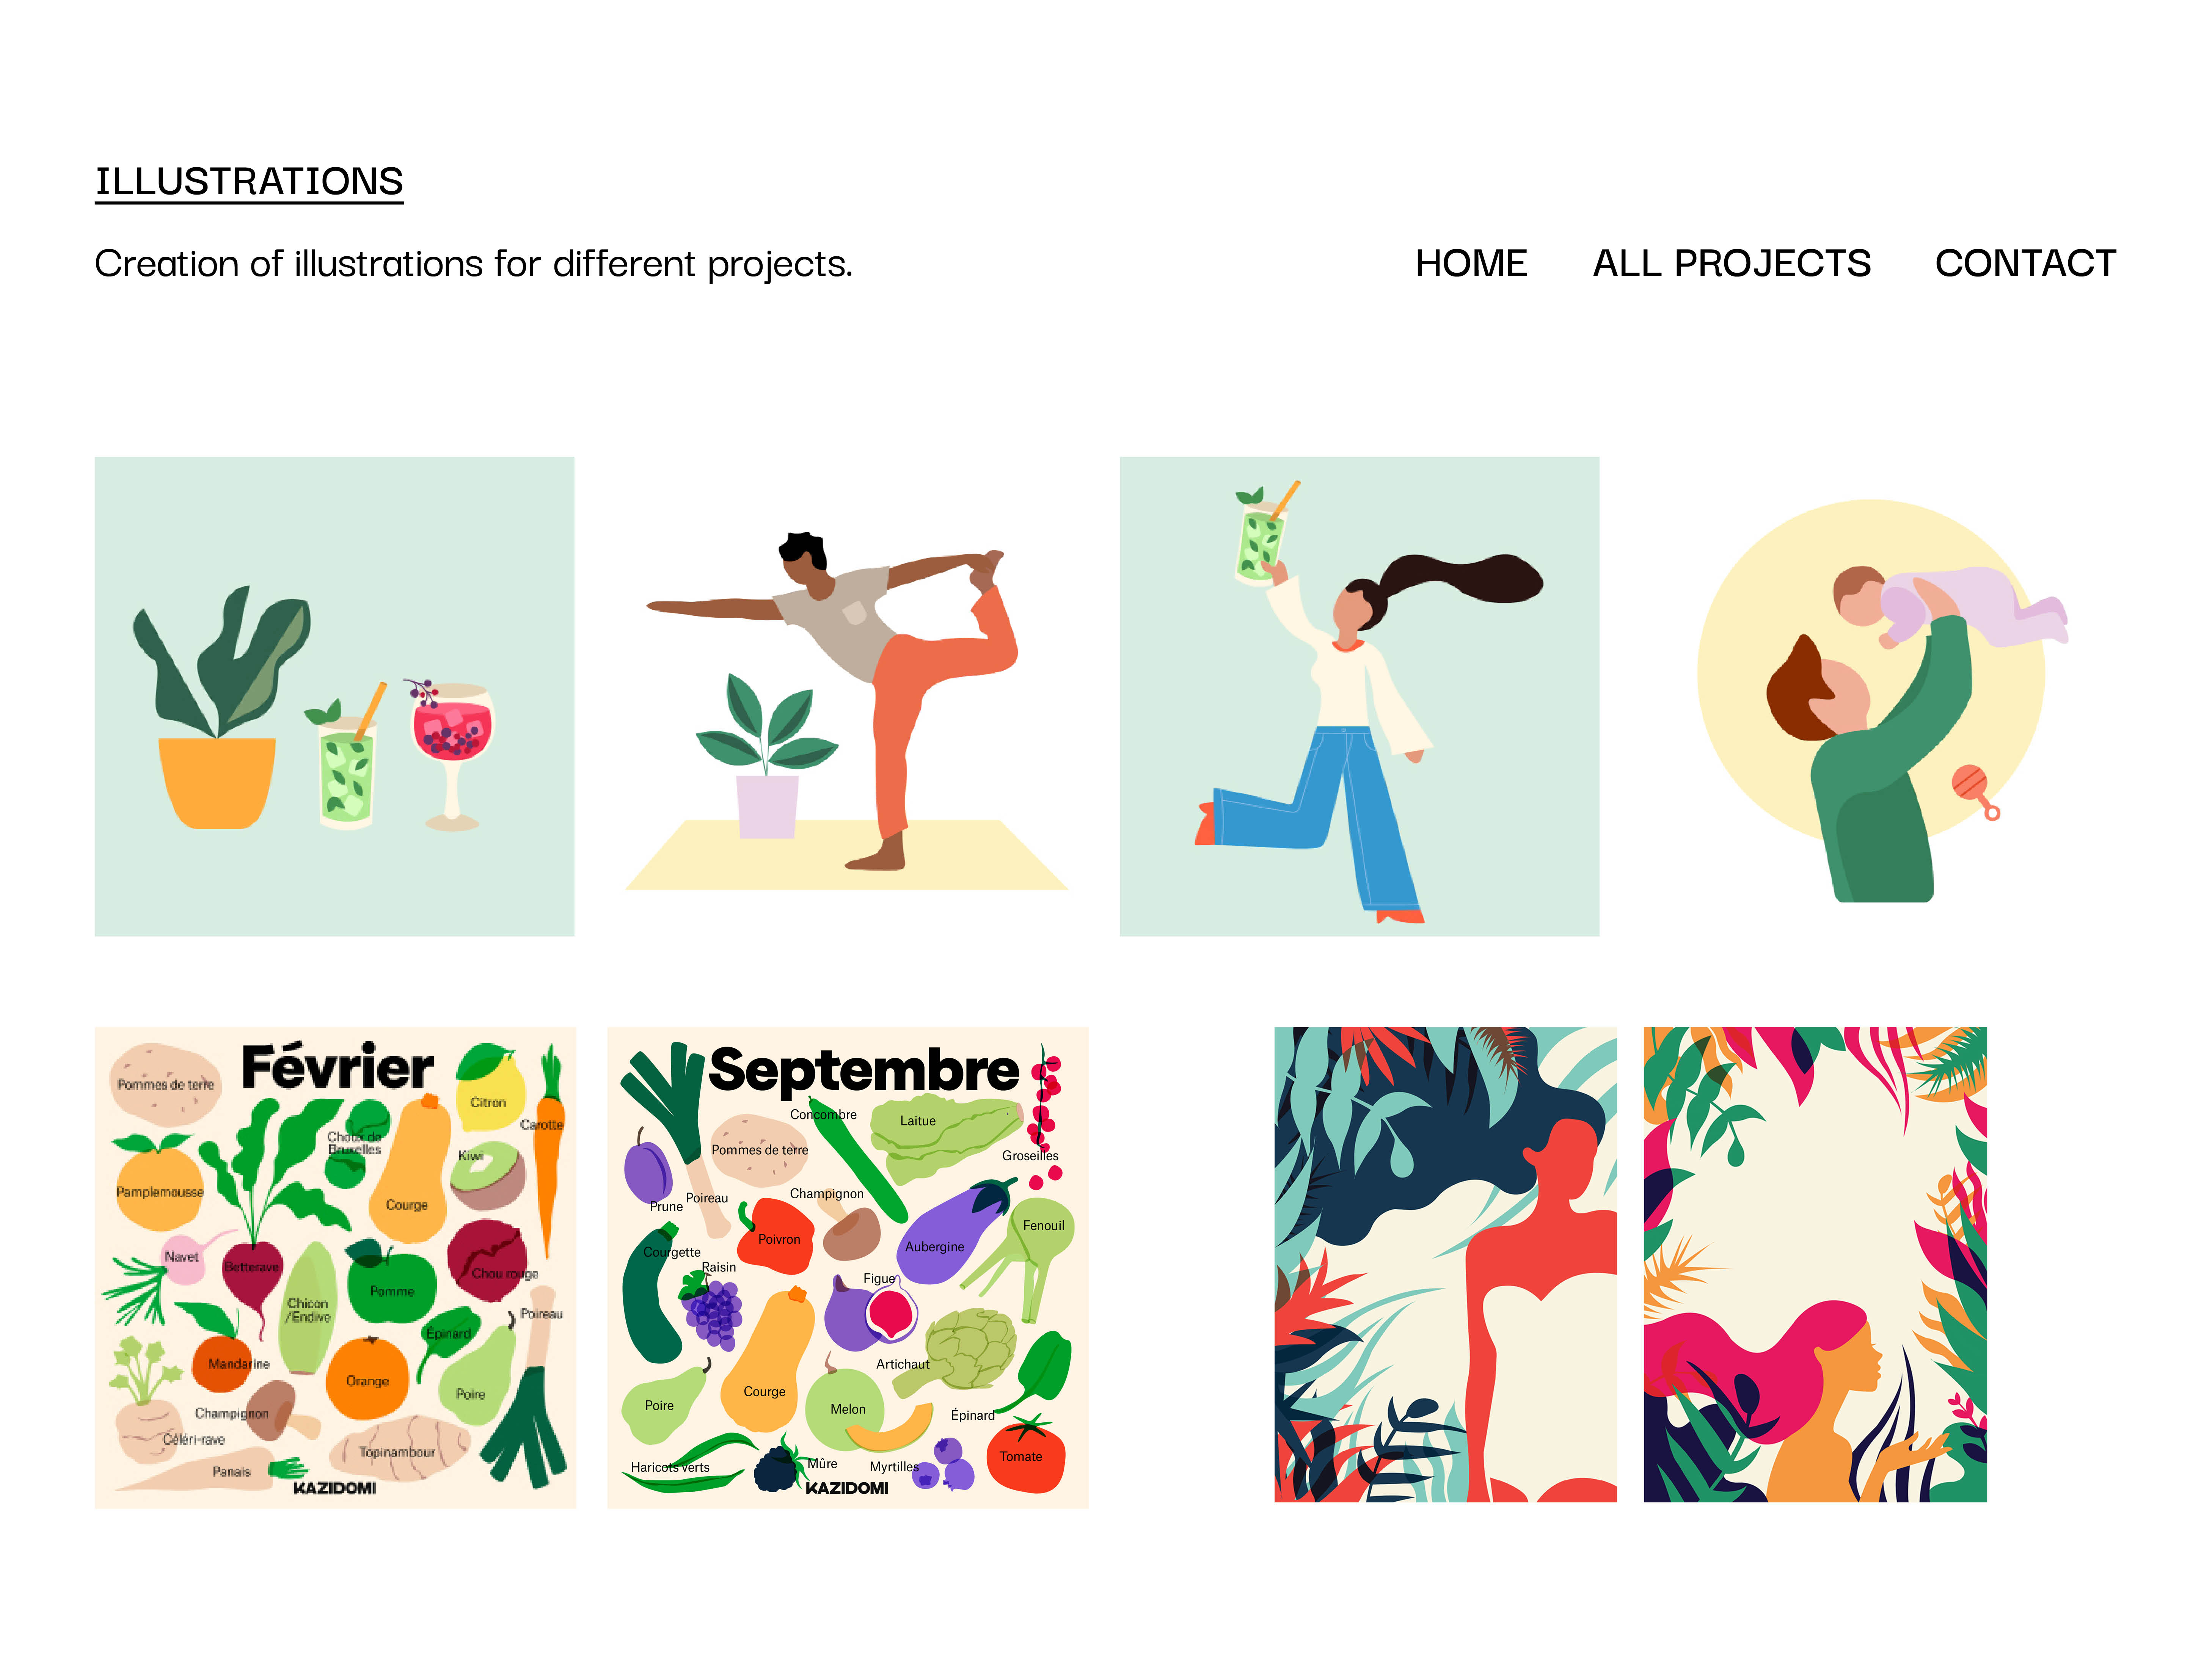 ILLUSTRATIONS
Creation of illustrations for different projects.
HOME ALL PROJECTS CONTACT
Février
Pommes de terre
Citron
Carotte
Choux de
Bruxelles
Kiwi
Pamplemousse
Courge
Navet
Betterave
Chou rouge
Pomme
Chicon
/Endive
Poireau
Épinard
Mandarine
Orange
Poire
Champignon
Céleri-rave
Topinambour
Panais
KAZIDOMI
Septembre
Concombre
Laitue
Pommes de terre
Groseilles
Prune
Poireau
Champignon
Fenouil
Poivron
Aubergine
Courgette
Raisin
Figue
Artichaut
Courge
Poire
Melon
Épinard
Tomate
Haricots verts
Mûre
Myrtilles
KAZIDOMI